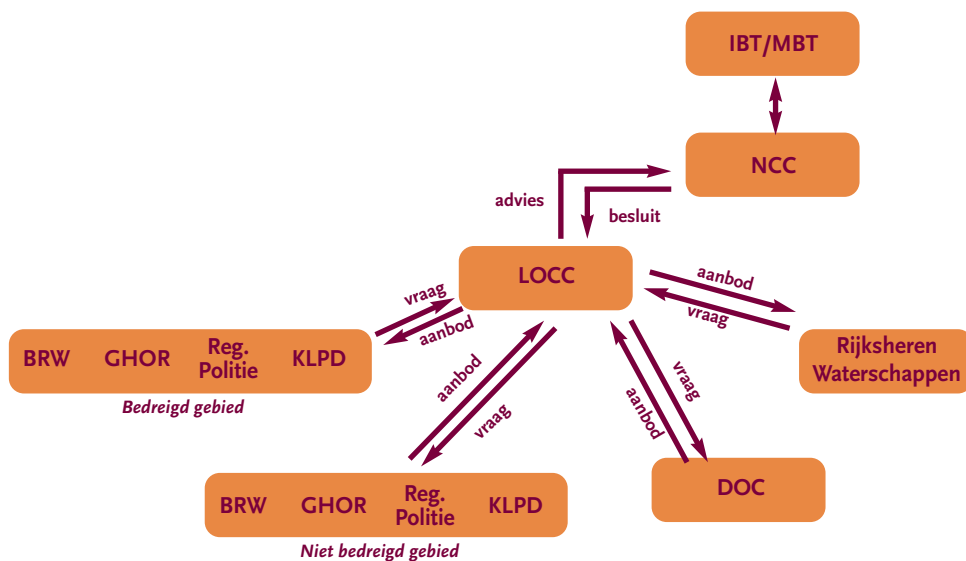 IBT/MBT
NCC
advies
besluit
LOCC
aanbod
vraag
vraag
aanbod
BRW GHOR Reg. Politie KLPD
Bedreigd gebied
Rijksheren
Waterschappen
aanbod
vraag
vraag
aanbod
BRW GHOR Reg. Politie KLPD
Niet bedreigd gebied
DOC